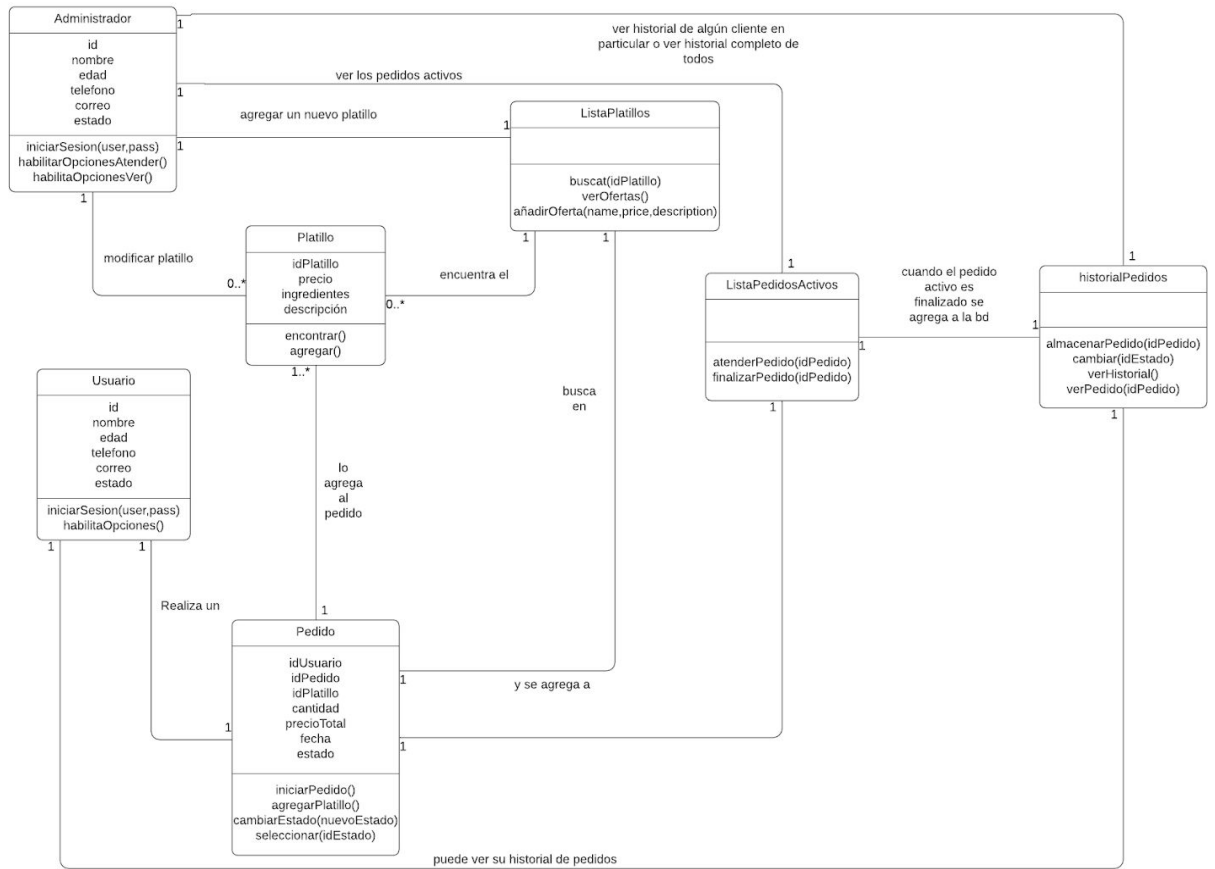 Administrador
id
nombre
edad
telefono
correo
estado
iniciarSesion(user,pass)
habilitarOpcionesAtender()
habilitaOpcionesVer()
1
1
1
1
ver historial de algún cliente en
particular o ver historial completo de
todos
ver los pedidos activos
agregar un nuevo platillo
1
ListaPlatillos
buscat(idPlatillo)
verOfertas()
añadirOferta(name,price,description)
1
1
modificar platillo
0..*
Platillo
idPlatillo
precio
ingredientes
descripción
encontrar()
agregar()
0..*
1..*
encuentra el
1
ListaPedidosActivos
atenderPedido(idPedido)
finalizarPedido(idPedido)
1
1
cuando el pedido
activo es
finalizado se
agrega a la bd
1
1
historialPedidos
almacenarPedido(idPedido)
cambiar(idEstado)
verHistorial()
verPedido(idPedido)
1
Usuario
id
nombre
edad
telefono
correo
estado
iniciarSesion(user,pass)
habilitaOpciones()
1
1
busca
en
lo
agrega
al
pedido
Realiza un
1
1
Pedido
idUsuario
idPedido
idPlatillo
cantidad
precioTotal
fecha
estado
iniciarPedido()
agregarPlatillo()
cambiarEstado(nuevoEstado)
seleccionar(idEstado)
1
1
y se agrega a
puede ver su historial de pedidos